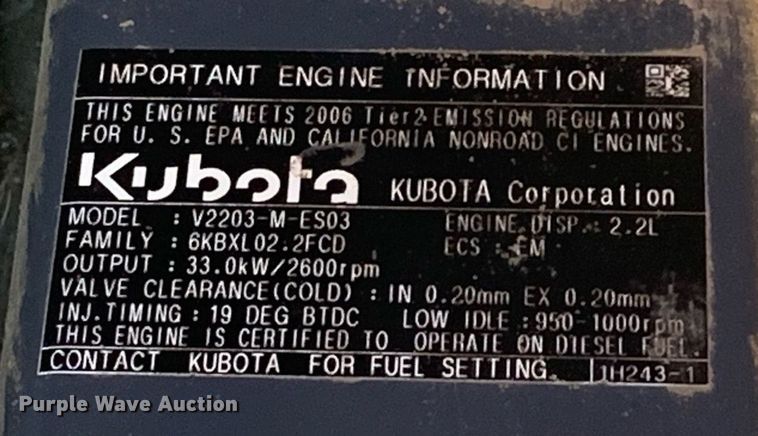 IMPORTANT ENGINE INFORMATION
THIS ENGINE MEETS 2006 Tier2 EMISSION REGULATIONS
FOR U. S. EPA AND CALIFORNIA NONROAD CI ENGINES.
Kubota KUBOTA Corporation
MODEL : V2203-M-ES03 ENGINE DISP.: 2.2L
FAMILY : 6KBXL02.2FCD ECS : EM
OUTPUT : 33.0kW/2600rpm
VALVE CLEARANCE(COLD) : IN 0.20mm EX 0.20mm
INJ.TIMING : 19 DEG BTDC LOW IDLE :950-1000rpm
THIS ENGINE IS CERTIFIED TO OPERATE ON DIESEL FUEL.
CONTACT KUBOTA FOR FUEL SETTING. 1H243-1
Purple Wave Auction